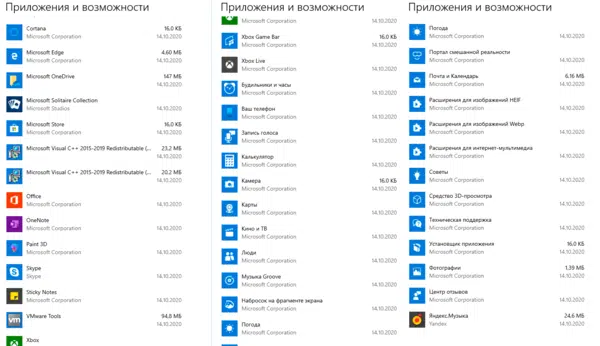 Приложения и возможности
Cortana 16,0 КБ
Microsoft Corporation 14.10.2020
Microsoft Edge 4,60 МБ
Microsoft Corporation 14.10.2020
Microsoft OneDrive 147 МБ
Microsoft Corporation 14.10.2020
Microsoft Solitaire Collection
Microsoft Studios 14.10.2020
Microsoft Store 16,0 КБ
Microsoft Corporation 14.10.2020
Microsoft Visual C++ 2015-2019 Redistributable (... 23,2 МБ
Microsoft Corporation 14.10.2020
Microsoft Visual C++ 2015-2019 Redistributable (... 20,2 МБ
Microsoft Corporation 14.10.2020
Office
Microsoft Corporation 14.10.2020
OneNote
Microsoft Corporation 14.10.2020
Paint 3D
Microsoft Corporation 14.10.2020
Skype
Skype 14.10.2020
Sticky Notes
Microsoft Corporation 14.10.2020
VMware Tools 94,8 МБ
14.10.2020
Xbox
Приложения и возможности
Microsoft Corporation 14.10.2020
Xbox Game Bar 16,0 КБ
Microsoft Corporation 14.10.2020
Xbox Live
Microsoft Corporation 14.10.2020
Будильники и часы
Microsoft Corporation 14.10.2020
Ваш телефон
Microsoft Corporation 14.10.2020
Запись голоса
Microsoft Corporation 14.10.2020
Калькулятор
Microsoft Corporation 14.10.2020
Камера 16,0 КБ
Microsoft Corporation 14.10.2020
Карты
Microsoft Corporation 14.10.2020
Кино и ТВ
Microsoft Corporation 14.10.2020
Люди
Microsoft Corporation 14.10.2020
Музыка Groove
Microsoft Corporation 14.10.2020
Набросок на фрагменте экрана
Microsoft Corporation 14.10.2020
Погода
Microsoft Corporation 14.10.2020
Приложения и возможности
Погода
Microsoft Corporation 14.10.2020
Портал смешанной реальности
Microsoft Corporation 14.10.2020
Почта и Календарь 6,16 МБ
Microsoft Corporation 14.10.2020
Расширения для изображений HEIF
Microsoft Corporation 14.10.2020
Расширения для изображений Webp
Microsoft Corporation 14.10.2020
Расширения для интернет-мультимедиа
Microsoft Corporation 14.10.2020
Советы
Microsoft Corporation 14.10.2020
Средство 3D-просмотра
Microsoft Corporation 14.10.2020
Техническая поддержка
Microsoft Corporation 14.10.2020
Установщик приложения 16,0 КБ
Microsoft Corporation 14.10.2020
Фотографии 1,39 МБ
Microsoft Corporation 14.10.2020
Центр отзывов
Microsoft Corporation 14.10.2020
Яндекс.Музыка 24,6 МБ
Yandex 14.10.2020